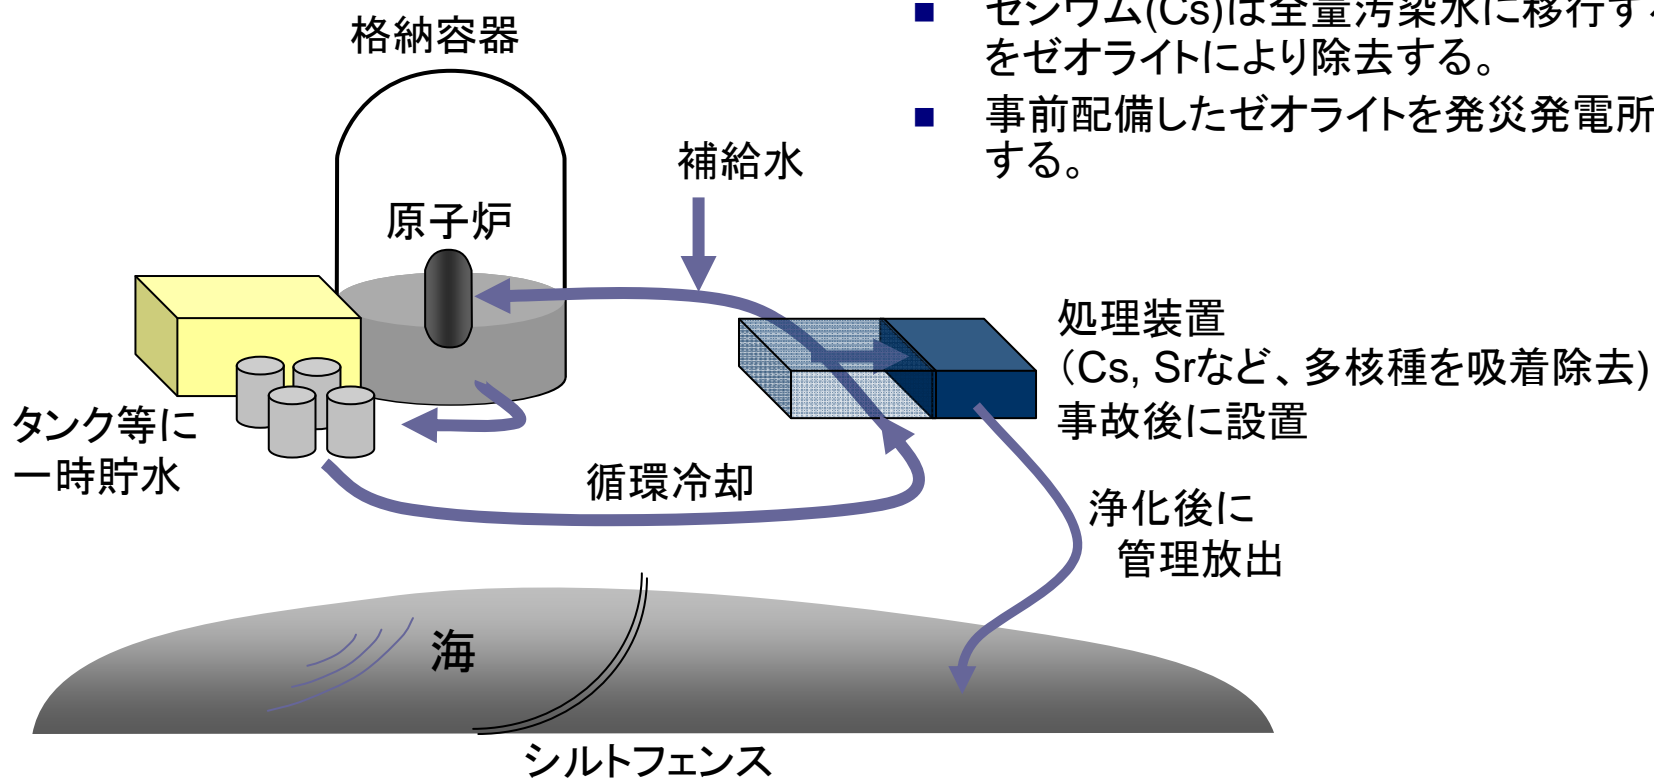 格納容器
■ セシウム(Cs)は全量汚染水に移行す
をゼオライトにより除去する。
■ 事前配備したゼオライトを発災発電所
する。
補給水
原子炉
処理装置
(Cs, Srなど、多核種を吸着除去)
事故後に設置
タンク等に
一時貯水
循環冷却
浄化後に
管理放出
海
シルトフェンス